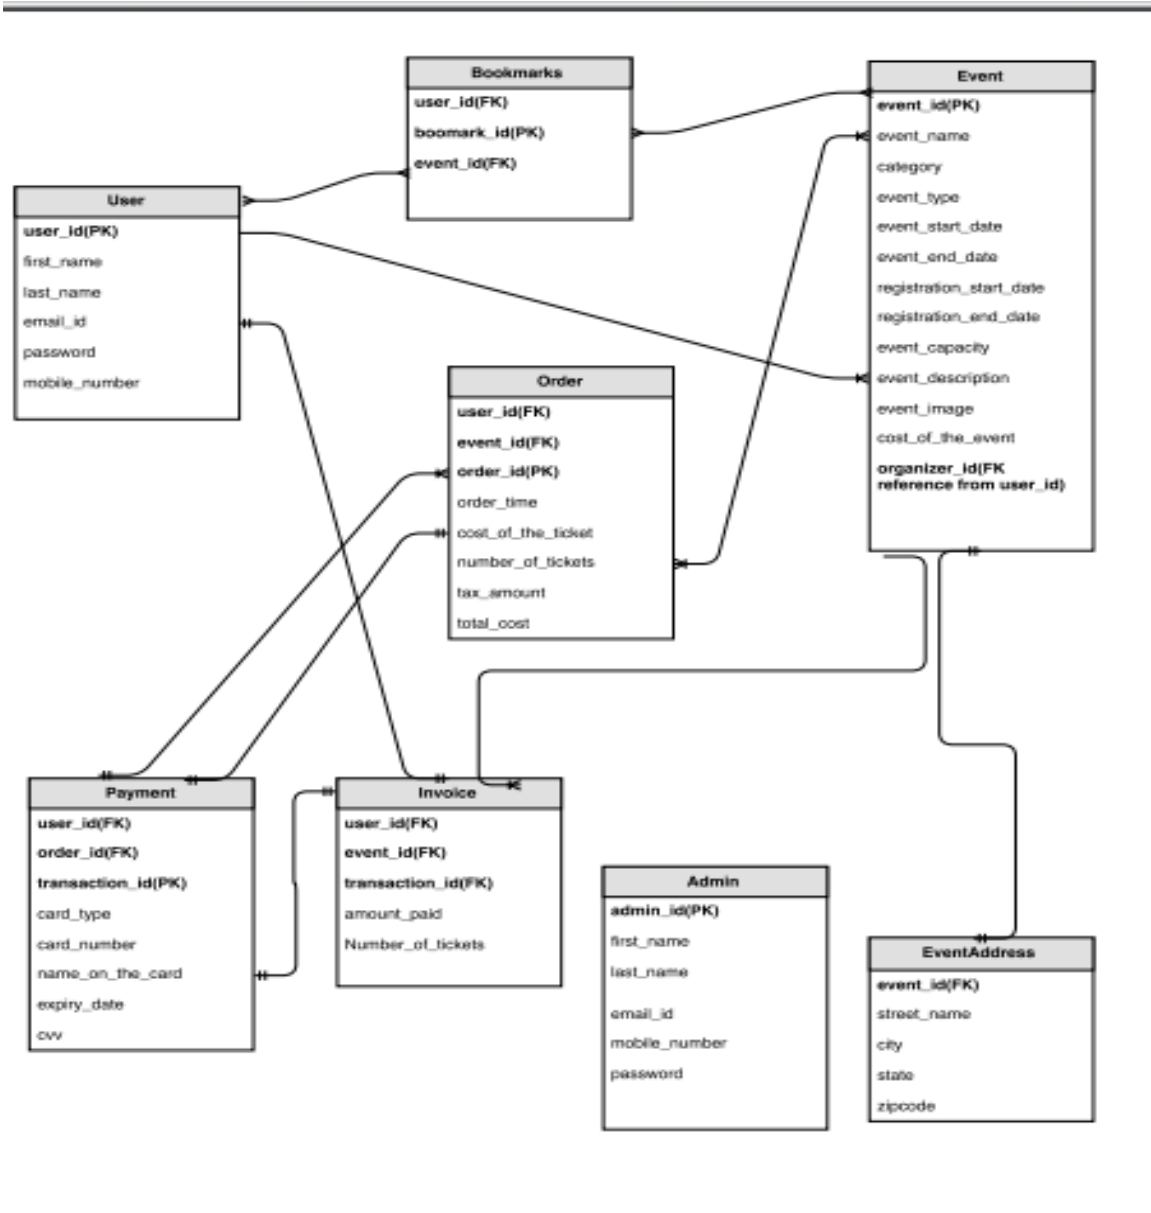 Bookmarks
user_id(FK)
boomark_id(PK)
event_id(FK)
Event
event_id(PK)
event_name
category
event_type
event_start_date
event_end_date
registration_start_date
registration_end_date
event_capacity
event_description
event_image
cost_of_the_event
organizer_id(FK
reference from user_id)
User
user_id(PK)
first_name
last_name
email_id
password
mobile_number
Order
user_id(FK)
event_id(FK)
order_id(PK)
order_time
cost_of_the_ticket
number_of_tickets
tax_amount
total_cost
Payment
user_id(FK)
order_id(FK)
transaction_id(PK)
card_type
card_number
name_on_the_card
expiry_date
cvv
Invoice
user_id(FK)
event_id(FK)
transaction_id(FK)
amount_paid
Number_of_tickets
Admin
admin_id(PK)
first_name
last_name
email_id
mobile_number
password
EventAddress
event_id(FK)
street_name
city
state
zipcode